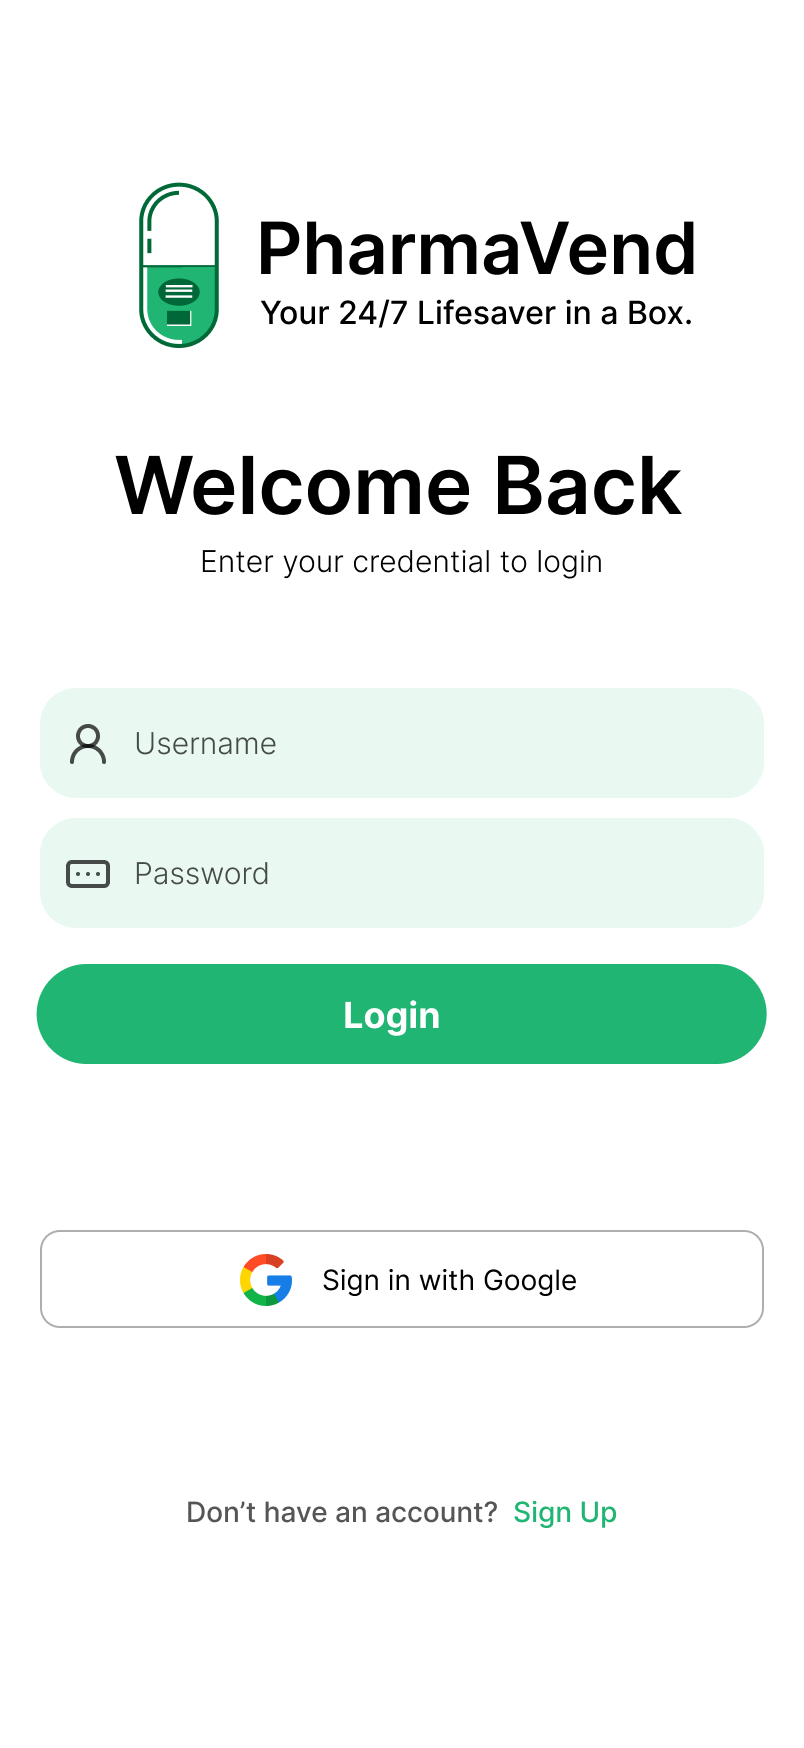 PharmaVend
Your 24/7 Lifesaver in a Box.
Welcome Back
Enter your credential to login
Username
Password
Login
Sign in with Google
Don’t have an account? Sign Up